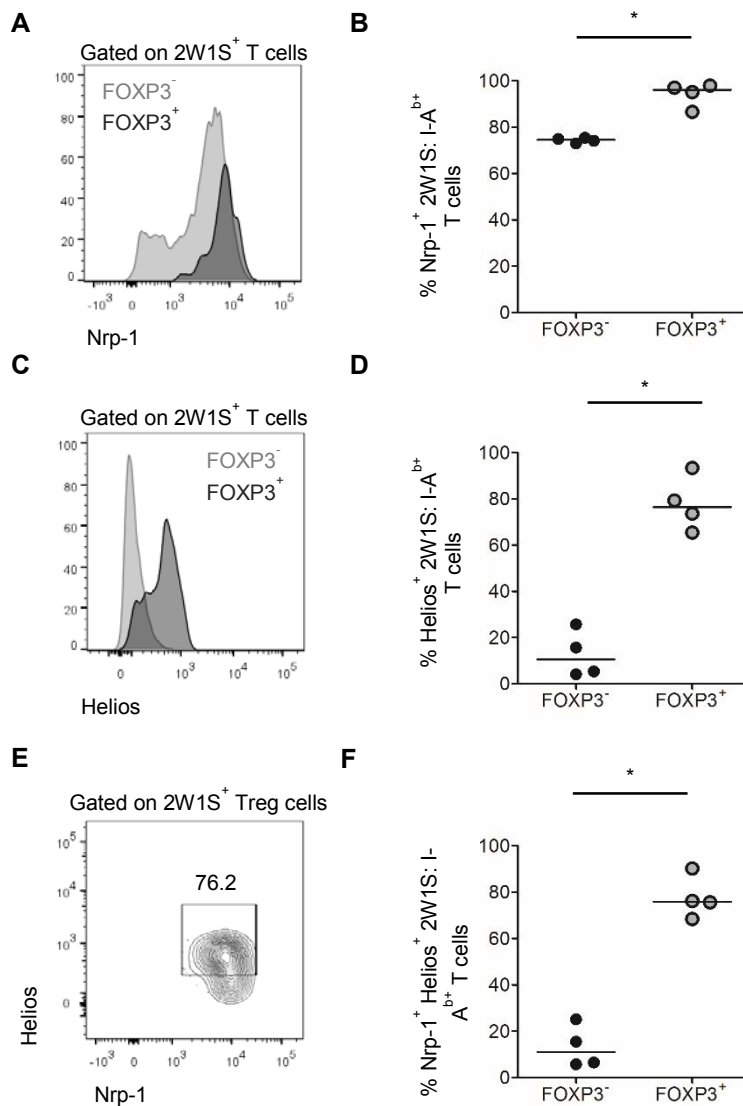 A
Gated on 2W1S+ T cells
FOXP3-
FOXP3+
100
80
60
40
20
0
-103 0 103 104 105
Nrp-1
B
*
% Nrp-1+ 2W1S: I-Ab+
T cells
100
80
60
40
20
0
FOXP3- FOXP3+
C
Gated on 2W1S+ T cells
FOXP3-
FOXP3+
100
80
60
40
20
0
0 103 104 105
Helios
D
*
% Helios+ 2W1S: I-Ab+
T cells
100
80
60
40
20
0
FOXP3- FOXP3+
E
Gated on 2W1S+ Treg cells
76.2
Helios
105
104
103
0
-103 0 103 104 105
Nrp-1
F
*
% Nrp-1+ Helios+ 2W1S: I-
Ab+ T cells
100
80
60
40
20
0
FOXP3- FOXP3+